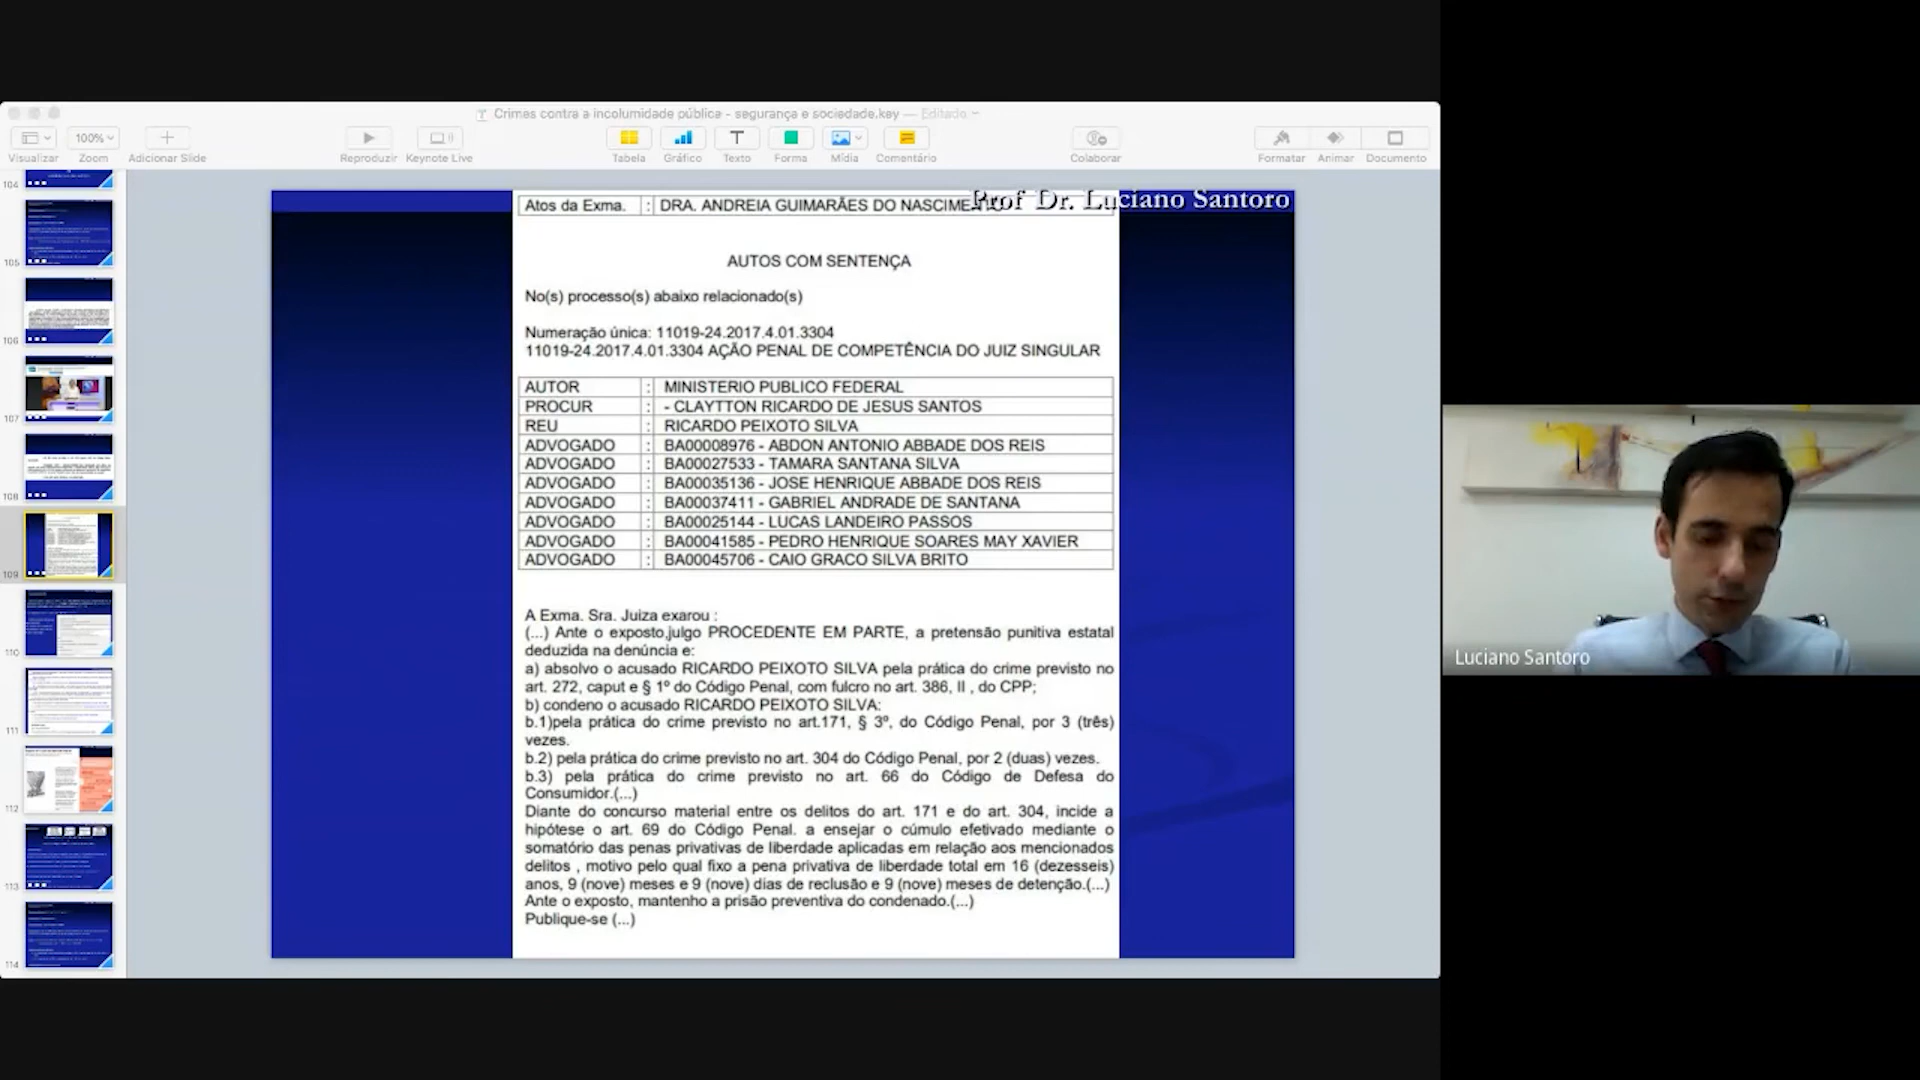 Crimes contra a incolumidade pública - segurança e sociedade.key — Editado
100%
Visualizar Zoom Adicionar Slide Reproduzir Keynote Live Tabela Gráfico Texto Forma Mídia Comentário Colaborar Formatar Animar Documento
104
105
106
107
108
109
110
111
112
113
114
Prof Dr. Luciano Santoro
Atos da Exma. : DRA. ANDREIA GUIMARÃES DO
AUTOS COM SENTENÇA
No(s) processo(s) abaixo relacionado(s)
Numeração única: 11019-24.2017.4.01.3304
11019-24.2017.4.01.3304 AÇÃO PENAL DE COMPETÊNCIA DO JUIZ SINGULAR
AUTOR : MINISTERIO PUBLICO FEDERAL
PROCUR : - CLAYTTON RICARDO DE JESUS SANTOS
REU : RICARDO PEIXOTO SILVA
ADVOGADO : BA00008976 - ABDON ANTONIO ABBADE DOS REIS
ADVOGADO : BA00027533 - TAMARA SANTANA SILVA
ADVOGADO : BA00035136 - JOSE HENRIQUE ABBADE DOS REIS
ADVOGADO : BA00037411 - GABRIEL ANDRADE DE SANTANA
ADVOGADO : BA00025144 - LUCAS LANDEIRO PASSOS
ADVOGADO : BA00041585 - PEDRO HENRIQUE SOARES MAY XAVIER
ADVOGADO : BA00045706 - CAIO GRACO SILVA BRITO
A Exma. Sra. Juiza exarou :
(...) Ante o exposto,julgo PROCEDENTE EM PARTE, a pretensão punitiva estatal
deduzida na denúncia e:
a) absolvo o acusado RICARDO PEIXOTO SILVA pela prática do crime previsto no
art. 272, caput e § 1º do Código Penal, com fulcro no art. 386, II , do CPP;
b) condeno o acusado RICARDO PEIXOTO SILVA:
b.1)pela prática do crime previsto no art.171, § 3º, do Código Penal, por 3 (três)
vezes.
b.2) pela prática do crime previsto no art. 304 do Código Penal, por 2 (duas) vezes.
b.3) pela prática do crime previsto no art. 66 do Código de Defesa do
Consumidor.(...)
Diante do concurso material entre os delitos do art. 171 e do art. 304, incide a
hipótese o art. 69 do Código Penal. a ensejar o cúmulo efetivado mediante o
somatório das penas privativas de liberdade aplicadas em relação aos mencionados
delitos , motivo pelo qual fixo a pena privativa de liberdade total em 16 (dezesseis)
anos, 9 (nove) meses e 9 (nove) dias de reclusão e 9 (nove) meses de detenção.(...)
Ante o exposto, mantenho a prisão preventiva do condenado.(...)
Publique-se (...)
Luciano Santoro